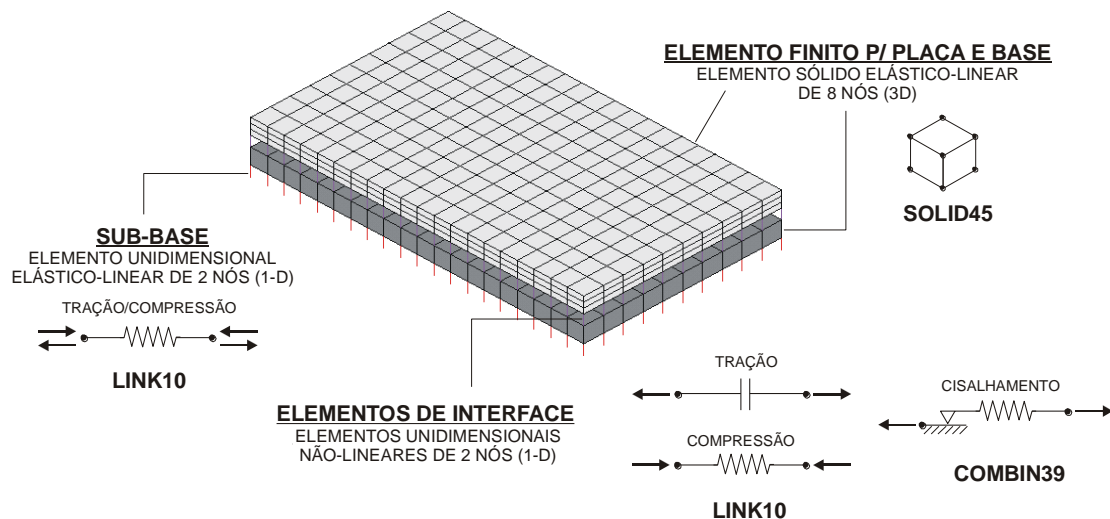 ELEMENTO FINITO P/ PLACA E BASE
ELEMENTO SÓLIDO ELÁSTICO-LINEAR
DE 8 NÓS (3D)
SOLID45
SUB-BASE
ELEMENTO UNIDIMENSIONAL
ELÁSTICO-LINEAR DE 2 NÓS (1-D)
TRAÇÃO/COMPRESSÃO
LINK10
ELEMENTOS DE INTERFACE
ELEMENTOS UNIDIMENSIONAIS
NÃO-LINEARES DE 2 NÓS (1-D)
TRAÇÃO
COMPRESSÃO
LINK10
CISALHAMENTO
COMBIN39